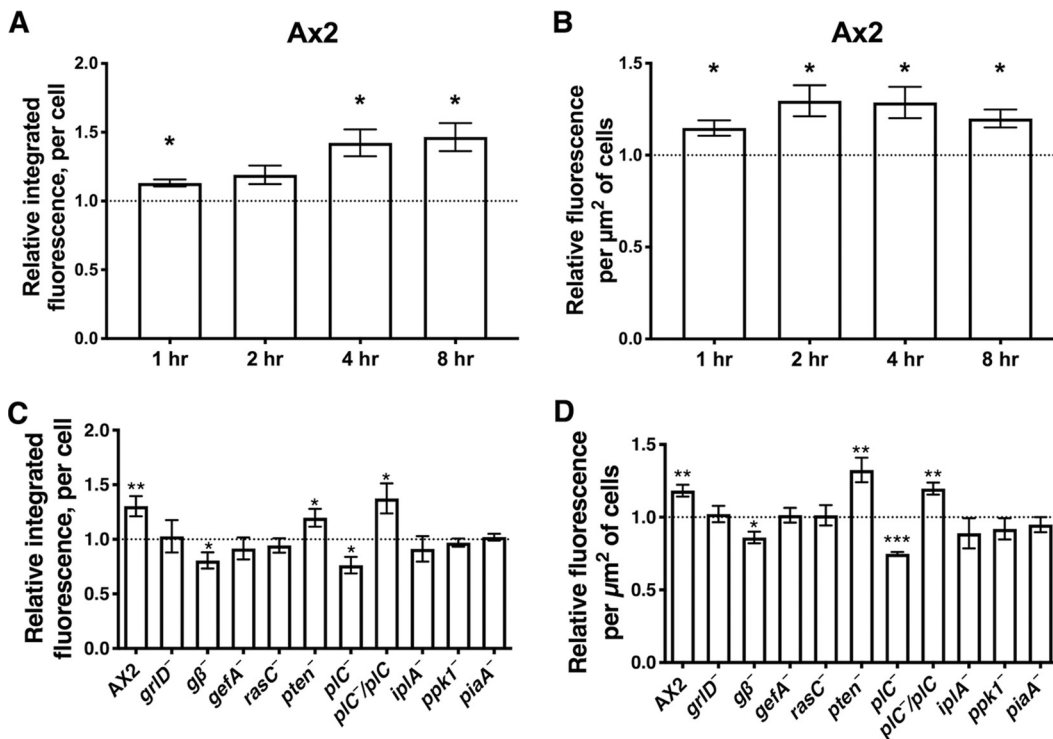 A
Ax2
Relative integrated
fluorescence, per cell
2.0
1.5
1.0
0.5
0.0
*
*
*
1 hr
2 hr
4 hr
8 hr
B
Ax2
Relative fluorescence
per µm² of cells
1.5
1.0
0.5
0.0
*
*
*
*
1 hr
2 hr
4 hr
8 hr
C
Relative integrated
fluorescence, per cell
2.0
1.5
1.0
0.5
0.0
**
*
*
*
*
AX2
grlD⁻
gβ⁻
gefA⁻
rasC⁻
pten⁻
plC⁻
plC⁻/plC
iplA⁻
ppk1⁻
piaA⁻
D
Relative fluorescence
per µm² of cells
1.5
1.0
0.5
0.0
**
*
**
***
**
AX2
grlD⁻
gβ⁻
gefA⁻
rasC⁻
pten⁻
plC⁻
plC⁻/plC
iplA⁻
ppk1⁻
piaA⁻